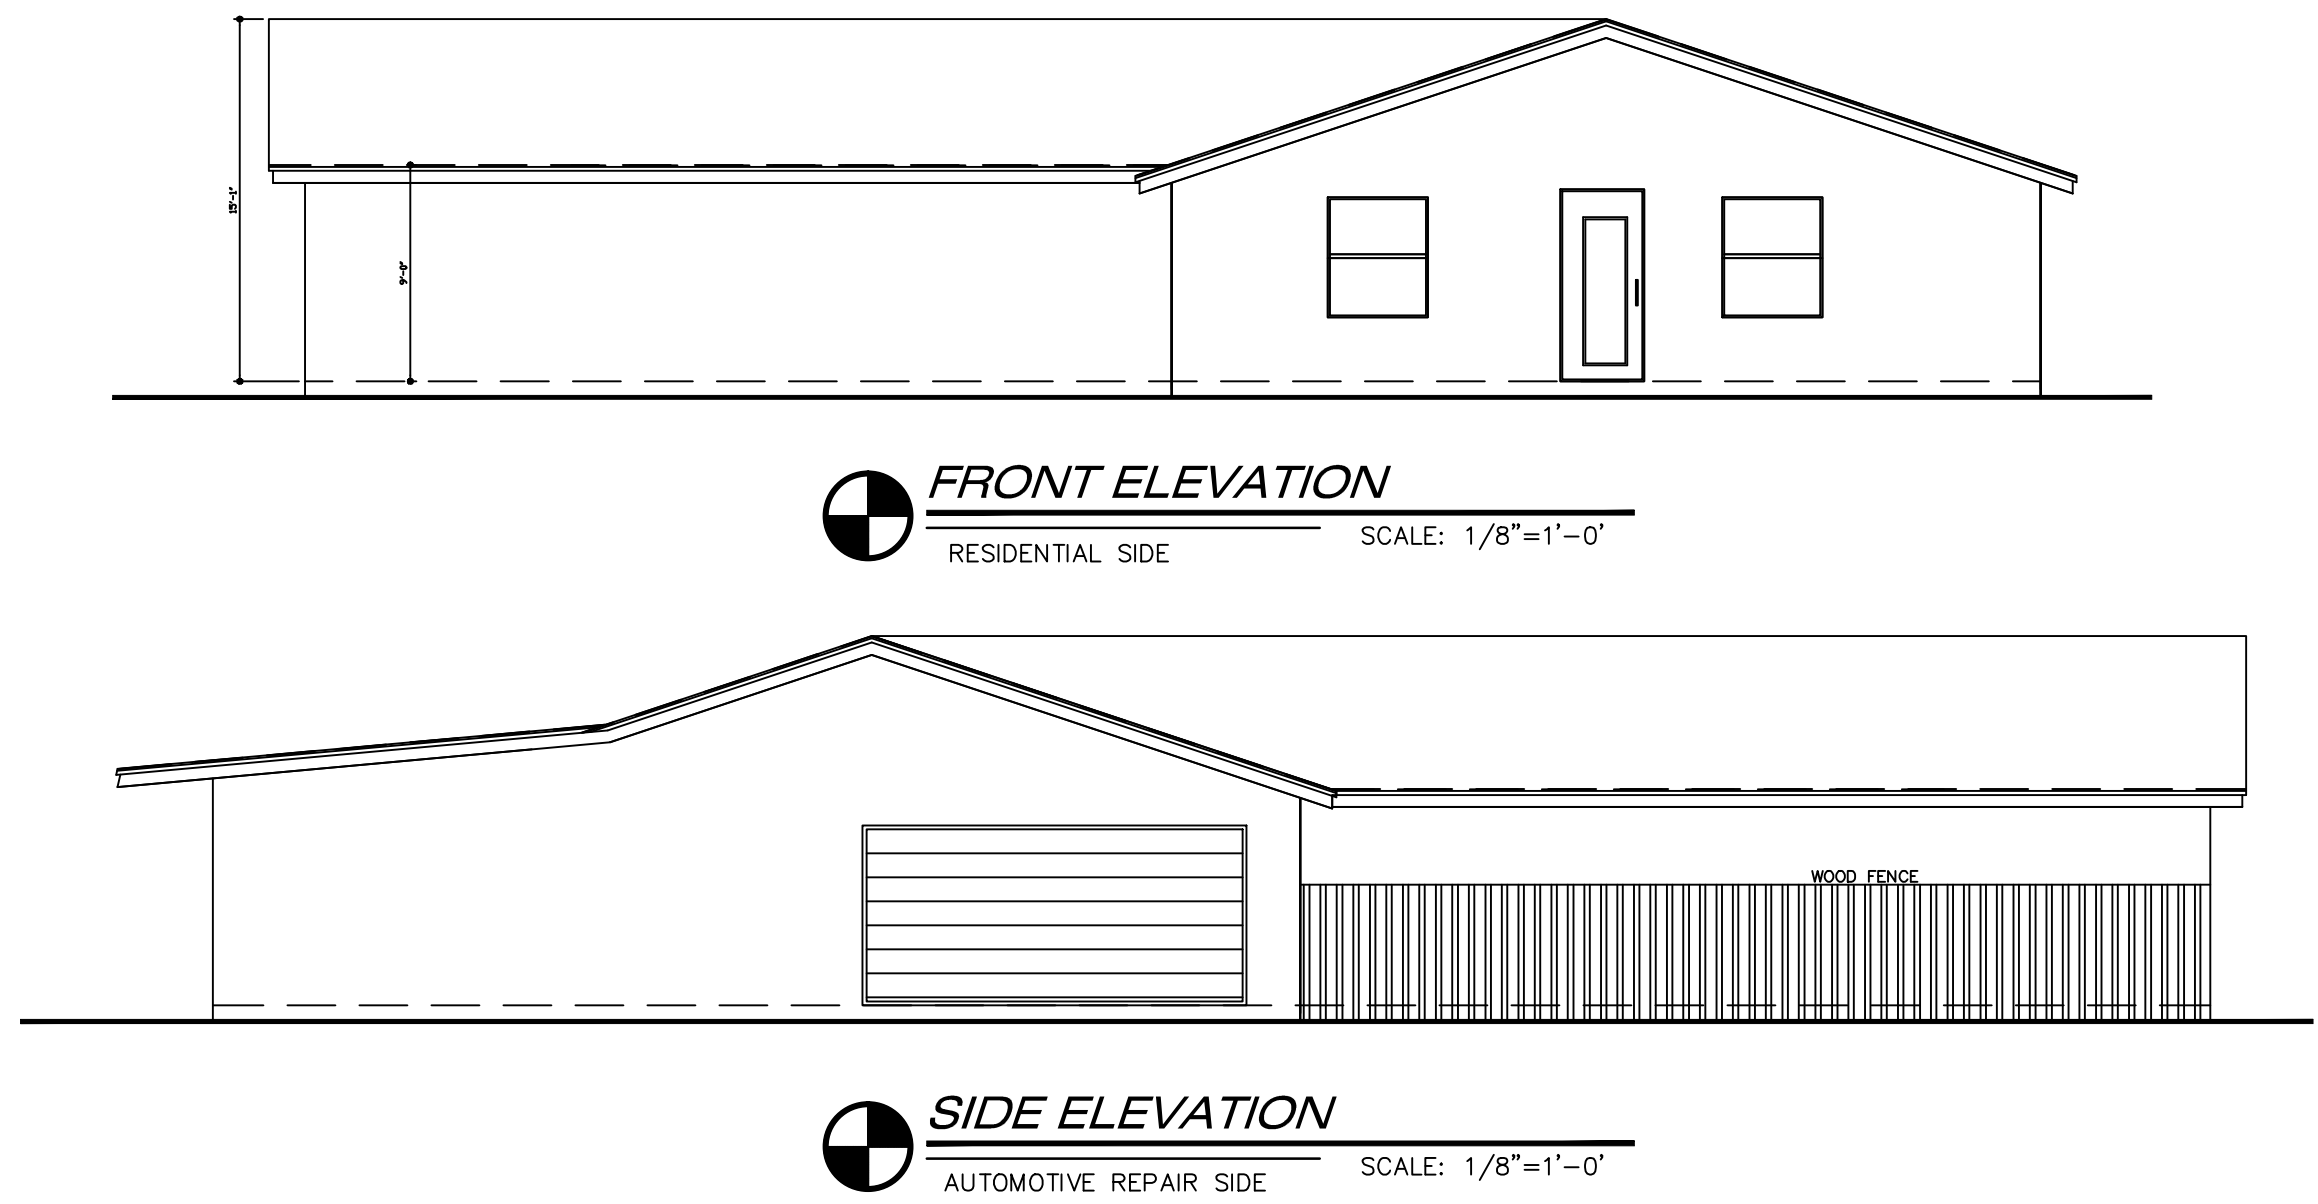 15'-1"
9'-0"
FRONT ELEVATION
SCALE: 1/8"=1'-0'
RESIDENTIAL SIDE
WOOD FENCE
SIDE ELEVATION
SCALE: 1/8"=1'-0'
AUTOMOTIVE REPAIR SIDE